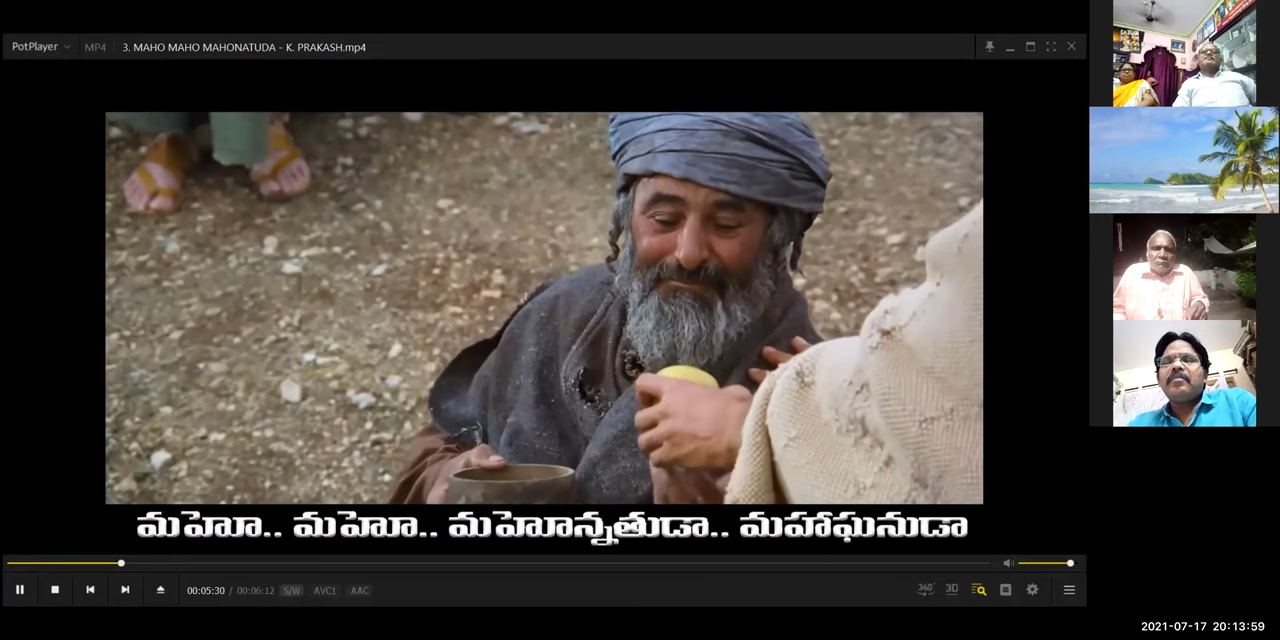 PotPlayer MP4 3. MAHO MAHO MAHONATUDA - K. PRAKASH.mp4
మహెూ.. మహెూ.. మహెూన్నతుడా.. మహాఘనుడా
00:05:30 / 00:06:12 S/W AVC1 AAC
360° 3D
2021-07-17 20:13:59